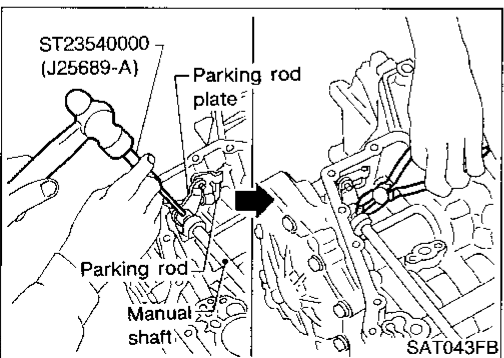 ST23540000
(J25689-A)
Parking rod
plate
Parking rod
Manual
shaft
SAT043FB